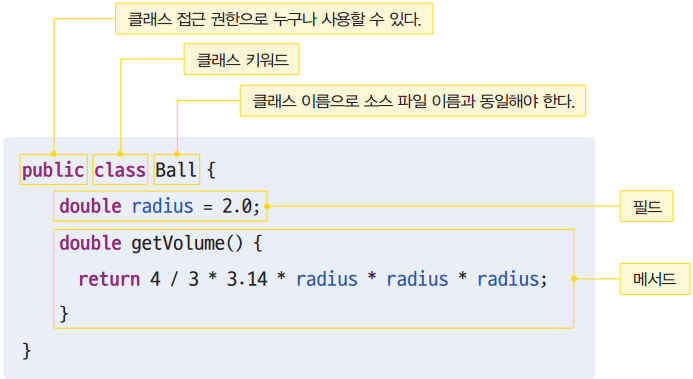 클래스 접근 권한으로 누구나 사용할 수 있다.
클래스 키워드
클래스 이름으로 소스 파일 이름과 동일해야 한다.
public class Ball {
double radius = 2.0;
필드
double getVolume() {
return 4 / 3 * 3.14 * radius * radius * radius;
메서드
}
}